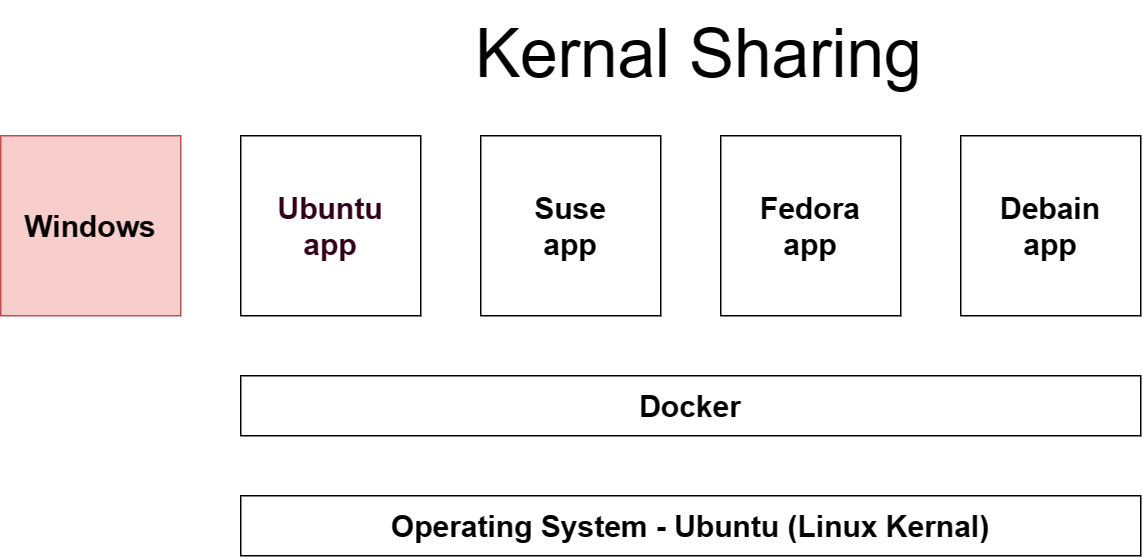 Kernal Sharing
Windows
Ubuntu
app
Suse
app
Fedora
app
Debain
app
Docker
Operating System - Ubuntu (Linux Kernal)